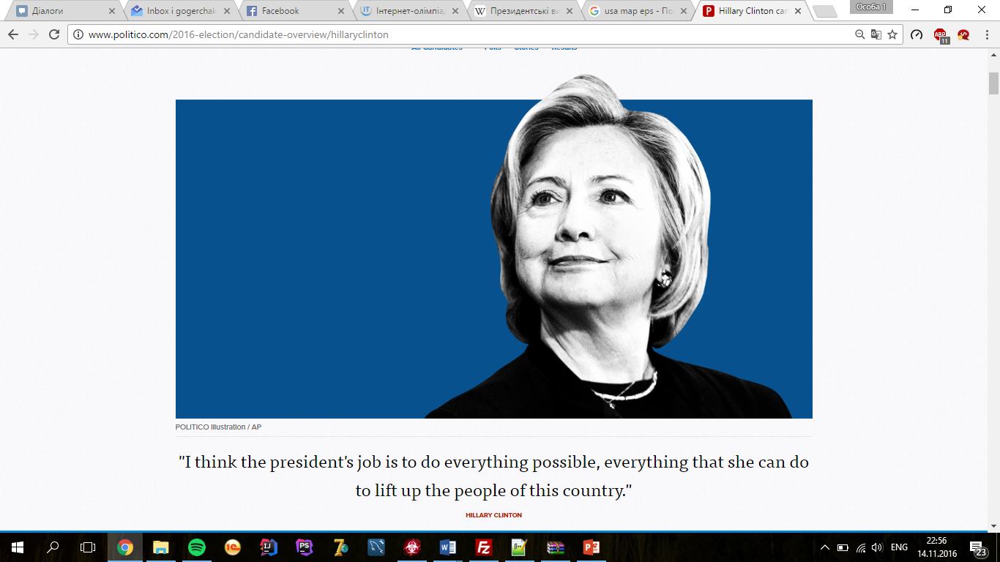 Діалоги
Inbox i gogerchak
Facebook
Інтернет-олімпіа
Президентські ви
usa map eps - По
Hillary Clinton car
Особа 1
www.politico.com/2016-election/candidate-overview/hillaryclinton
ABP
11
All Candidates Polls Stories Results
POLITICO Illustration / AP
"I think the president's job is to do everything possible, everything that she can do
to lift up the people of this country."
HILLARY CLINTON
ENG
22:56
14.11.2016
23